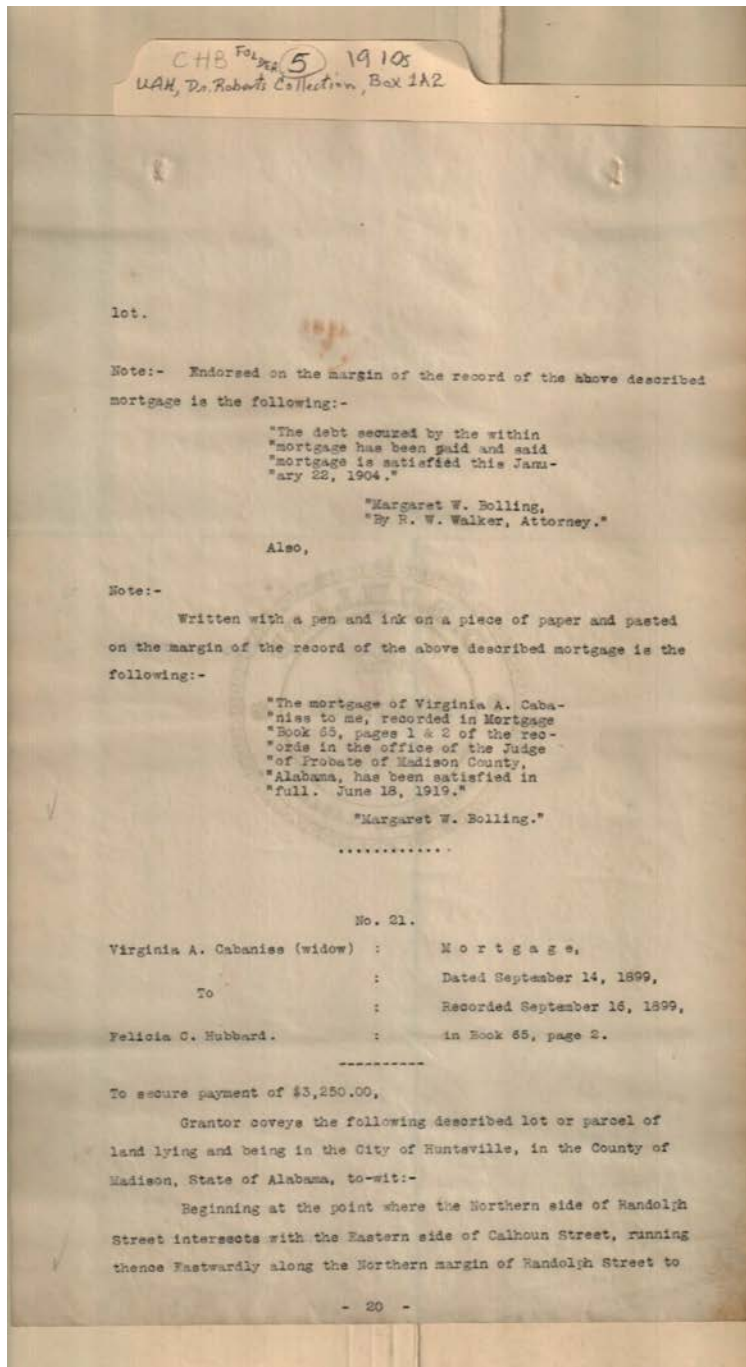 CHB FOLDER 5 1910s
UAH, Dr. Roberts Collection, Box 1A2
lot.
Note:- Endorsed on the margin of the record of the above described
mortgage is the following:-
"The debt secured by the within
"mortgage has been paid and said
"mortgage is satisfied this Janu-
"ary 22, 1904."
"Margaret W. Bolling,
"By R. W. Walker, Attorney."
Also,
Note:-
Written with a pen and ink on a piece of paper and pasted
on the margin of the record of the above described mortgage is the
following:-
"The mortgage of Virginia A. Caba-
"niss to me, recorded in Mortgage
"Book 65, pages 1 & 2 of the rec-
"ords in the office of the Judge
"of Probate of Madison County,
"Alabama, has been satisfied in
"full. June 18, 1919."
"Margaret W. Bolling."
............
No. 21.
Virginia A. Cabaniss (widow) : M o r t g a g e,
: Dated September 14, 1899,
To
: Recorded September 16, 1899,
Felicia C. Hubbard. : in Book 65, page 2.
----------
To secure payment of $3,250.00,
Grantor coveys the following described lot or parcel of
land lying and being in the City of Huntsville, in the County of
Madison, State of Alabama, to-wit:-
Beginning at the point where the Northern side of Randolph
Street intersects with the Eastern side of Calhoun Street, running
thence Eastwardly along the Northern margin of Randolph Street to
- 20 -